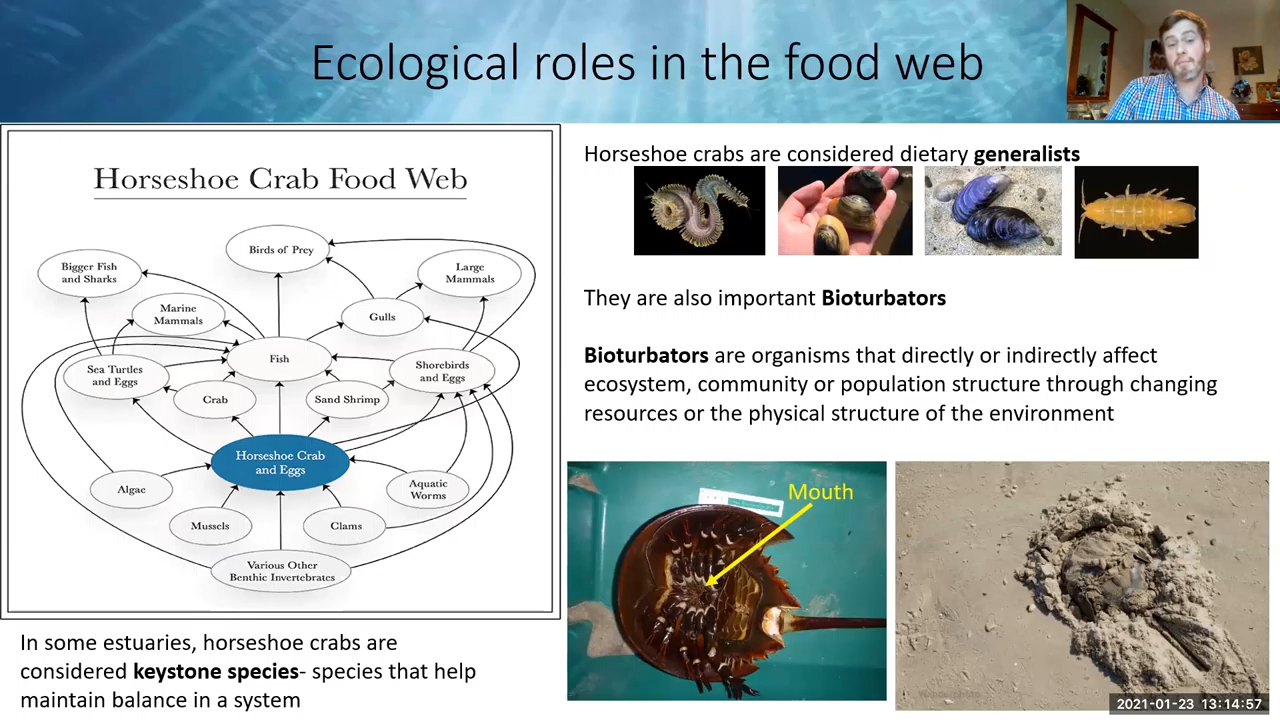 Ecological roles in the food web
Horseshoe Crab Food Web
Birds of Prey
Bigger Fish
and Sharks
Large
Mammals
Marine
Mammals
Gulls
Fish
Sea Turtles
and Eggs
Shorebirds
and Eggs
Crab
Sand Shrimp
Horseshoe Crab
and Eggs
Algae
Aquatic
Worms
Mussels
Clams
Various Other
Benthic Invertebrates
In some estuaries, horseshoe crabs are
considered keystone species- species that help
maintain balance in a system
Horseshoe crabs are considered dietary generalists
They are also important Bioturbators
Bioturbators are organisms that directly or indirectly affect
ecosystem, community or population structure through changing
resources or the physical structure of the environment
Mouth
2021-01-23 13:14:57